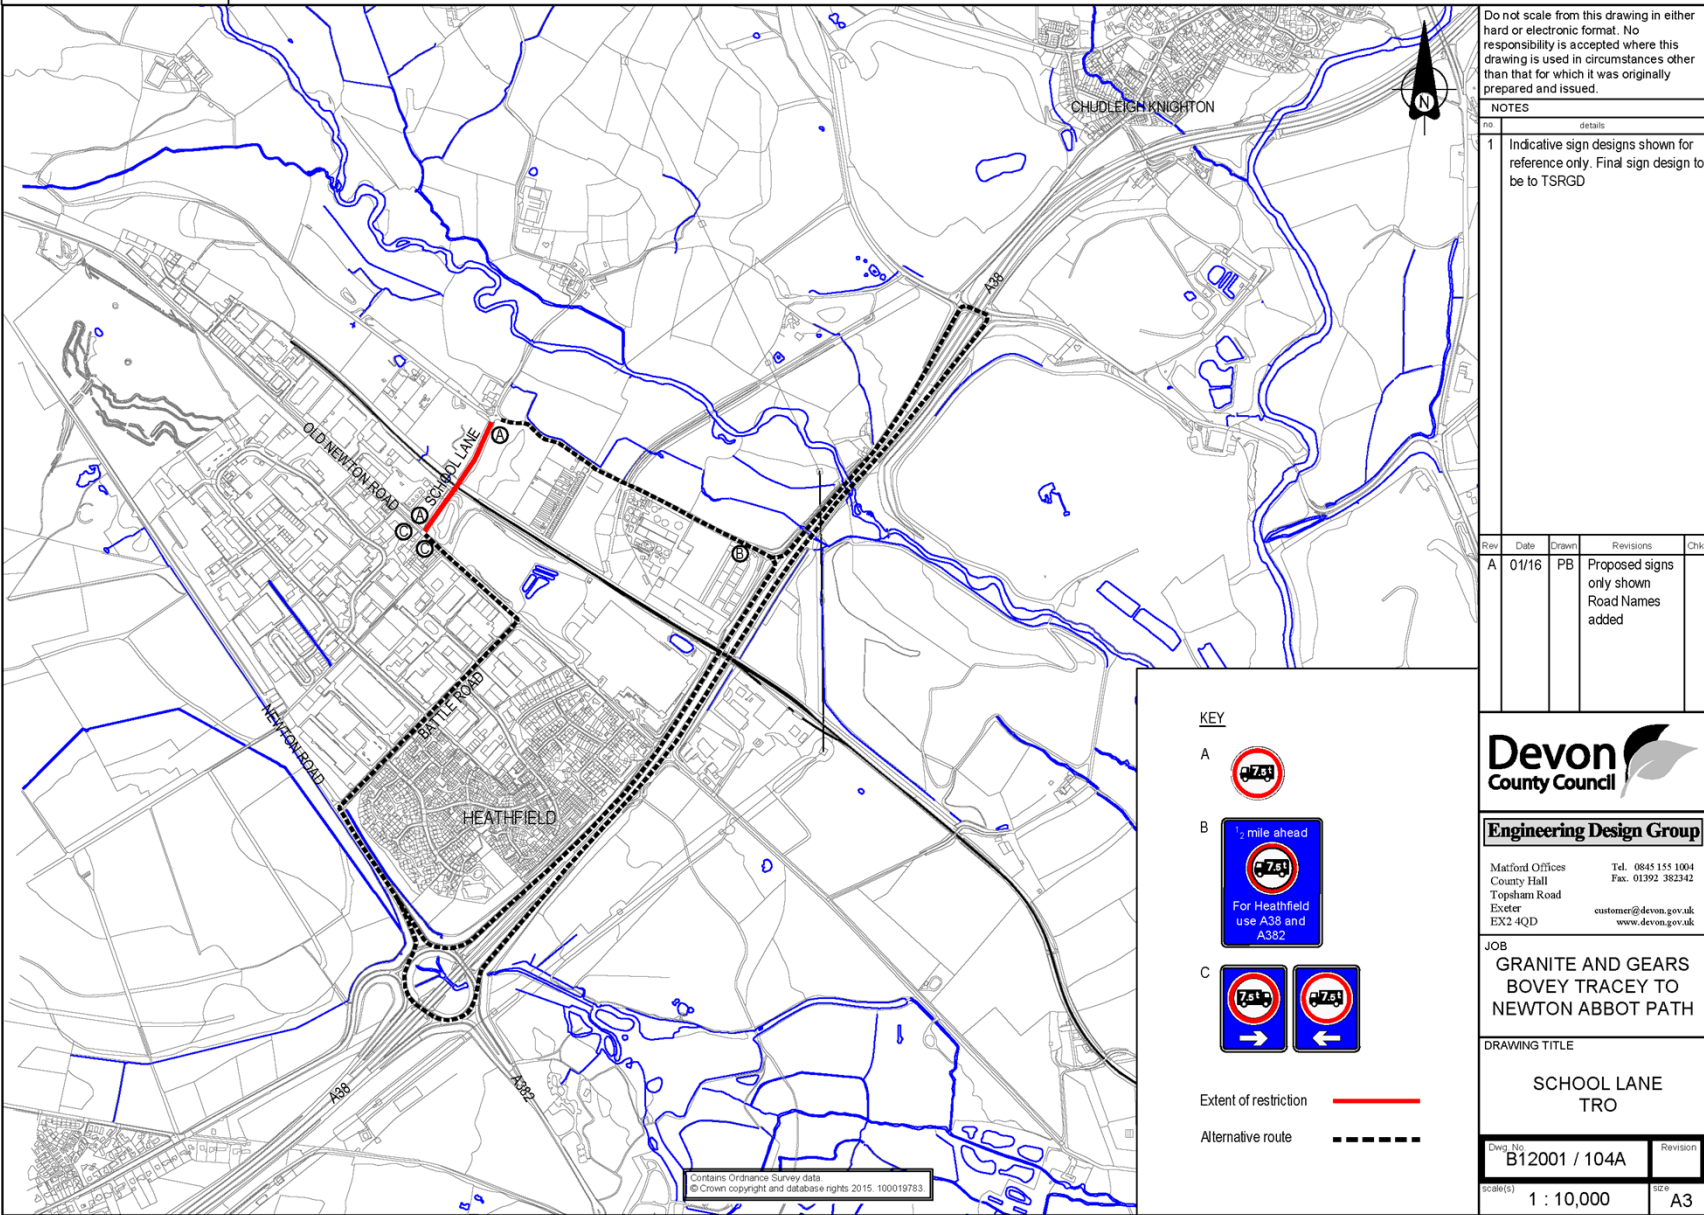 Do not scale from this drawing in either
hard or electronic format. No
responsibility is accepted where this
drawing is used in circumstances other
than that for which it was originally
prepared and issued.
NOTES
no. details
1 Indicative sign designs shown for
reference only. Final sign design to
be to TSRGD
CHUDLEIGH KNIGHTON
N
A38
OLD NEWTON ROAD
SCHOOL LANE
A
A
C
C
B
BATTLE ROAD
NEWTON ROAD
HEATHFIELD
A38
A382
Contains Ordnance Survey data.
© Crown copyright and database rights 2015. 100019783.
KEY
A
7.5t
B
1/2 mile ahead
7.5t
For Heathfield
use A38 and
A382
C
7.5t
7.5t
Extent of restriction
Alternative route
Rev Date Drawn Revisions Chk
A 01/16 PB Proposed signs
only shown
Road Names
added
Devon
County Council
Engineering Design Group
Matford Offices
County Hall
Topsham Road
Exeter
EX2 4QD
Tel. 0845 155 1004
Fax. 01392 382342
customer@devon.gov.uk
www.devon.gov.uk
JOB
GRANITE AND GEARS
BOVEY TRACEY TO
NEWTON ABBOT PATH
DRAWING TITLE
SCHOOL LANE
TRO
Dwg. No.
B12001 / 104A
Revision
scale(s)
1 : 10,000
size
A3